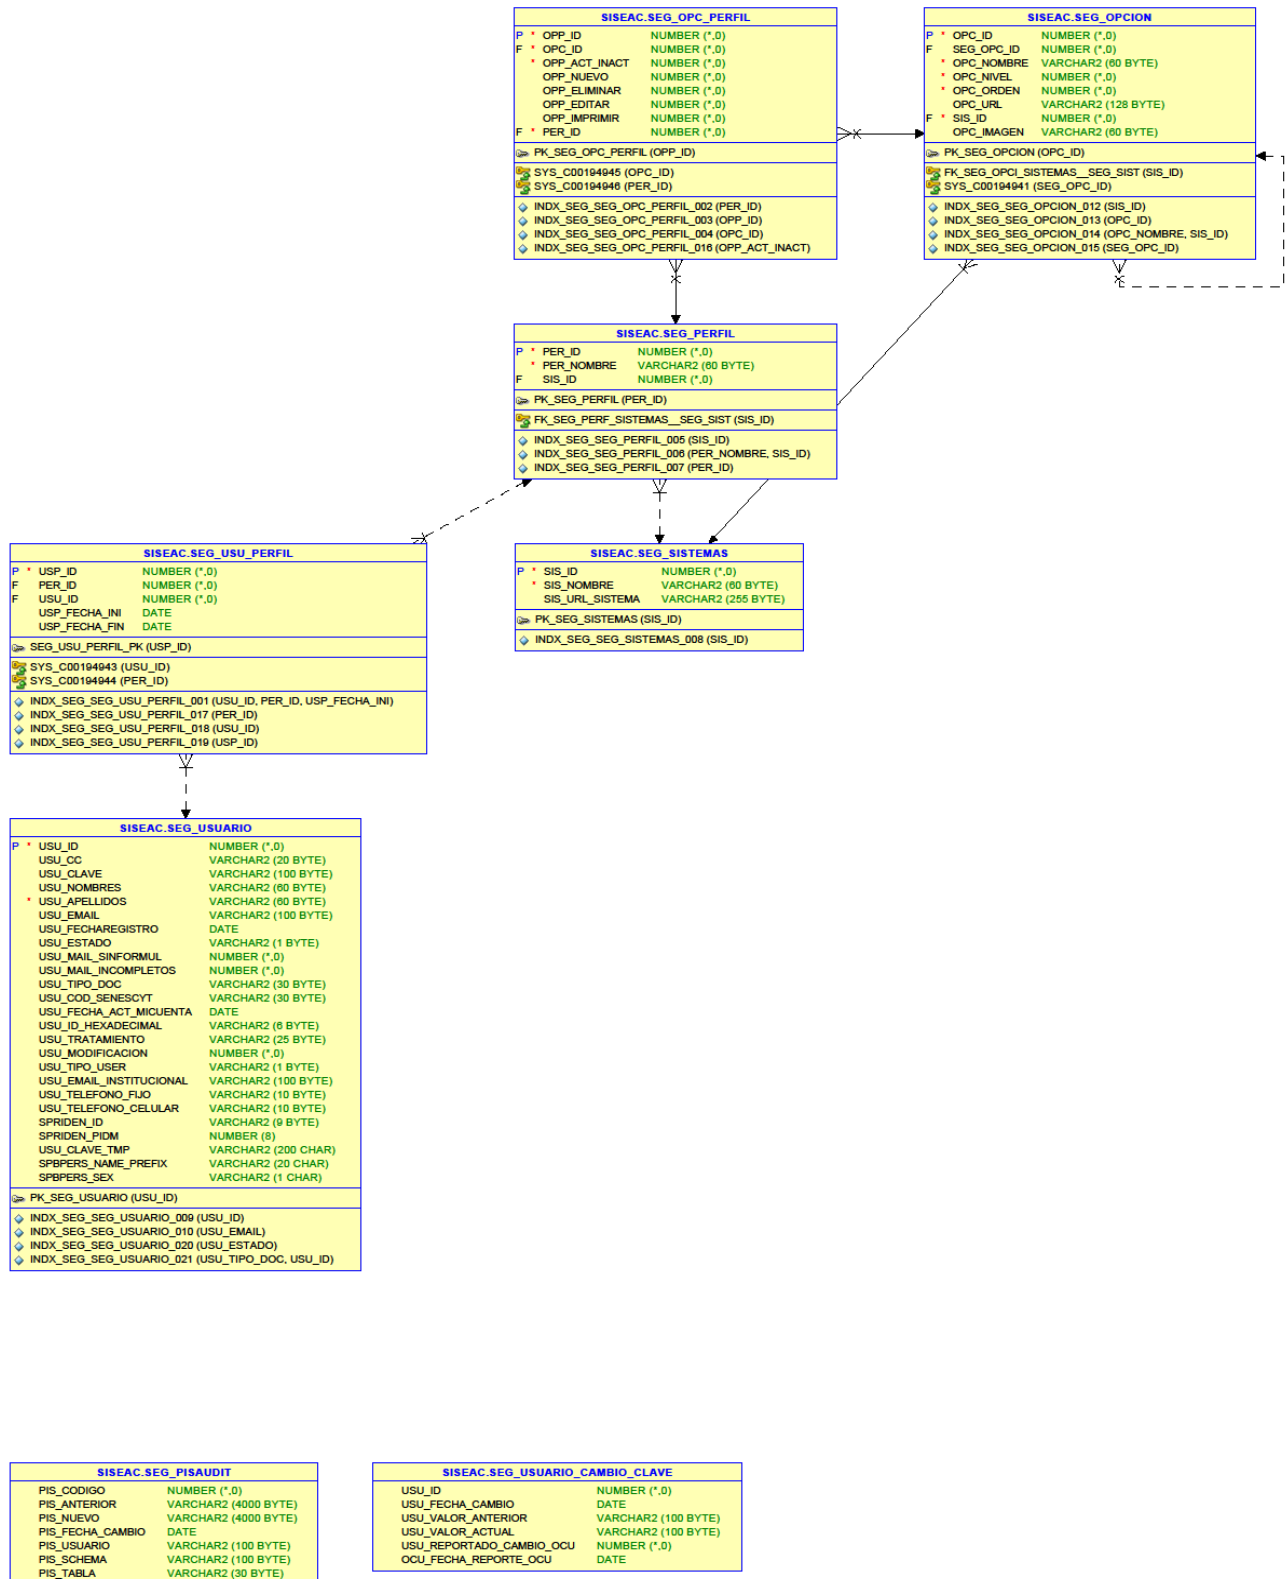 SISEAC.SEG_OPC_PERFIL
P * OPP_ID NUMBER (*,0)
F * OPC_ID NUMBER (*,0)
* OPP_ACT_INACT NUMBER (*,0)
OPP_NUEVO NUMBER (*,0)
OPP_ELIMINAR NUMBER (*,0)
OPP_EDITAR NUMBER (*,0)
OPP_IMPRIMIR NUMBER (*,0)
F * PER_ID NUMBER (*,0)
PK_SEG_OPC_PERFIL (OPP_ID)
SYS_C00194945 (OPC_ID)
SYS_C00194946 (PER_ID)
INDX_SEG_SEG_OPC_PERFIL_002 (PER_ID)
INDX_SEG_SEG_OPC_PERFIL_003 (OPP_ID)
INDX_SEG_SEG_OPC_PERFIL_004 (OPC_ID)
INDX_SEG_SEG_OPC_PERFIL_016 (OPP_ACT_INACT)
SISEAC.SEG_OPCION
P * OPC_ID NUMBER (*,0)
F SEG_OPC_ID NUMBER (*,0)
* OPC_NOMBRE VARCHAR2 (60 BYTE)
* OPC_NIVEL NUMBER (*,0)
* OPC_ORDEN NUMBER (*,0)
OPC_URL VARCHAR2 (128 BYTE)
F * SIS_ID NUMBER (*,0)
OPC_IMAGEN VARCHAR2 (60 BYTE)
PK_SEG_OPCION (OPC_ID)
FK_SEG_OPCI_SISTEMAS__SEG_SIST (SIS_ID)
SYS_C00194941 (SEG_OPC_ID)
INDX_SEG_SEG_OPCION_012 (SIS_ID)
INDX_SEG_SEG_OPCION_013 (OPC_ID)
INDX_SEG_SEG_OPCION_014 (OPC_NOMBRE, SIS_ID)
INDX_SEG_SEG_OPCION_015 (SEG_OPC_ID)
SISEAC.SEG_PERFIL
P * PER_ID NUMBER (*,0)
* PER_NOMBRE VARCHAR2 (60 BYTE)
F SIS_ID NUMBER (*,0)
PK_SEG_PERFIL (PER_ID)
FK_SEG_PERF_SISTEMAS__SEG_SIST (SIS_ID)
INDX_SEG_SEG_PERFIL_005 (SIS_ID)
INDX_SEG_SEG_PERFIL_006 (PER_NOMBRE, SIS_ID)
INDX_SEG_SEG_PERFIL_007 (PER_ID)
SISEAC.SEG_USU_PERFIL
P * USP_ID NUMBER (*,0)
F PER_ID NUMBER (*,0)
F USU_ID NUMBER (*,0)
USP_FECHA_INI DATE
USP_FECHA_FIN DATE
SEG_USU_PERFIL_PK (USP_ID)
SYS_C00194943 (USU_ID)
SYS_C00194944 (PER_ID)
INDX_SEG_SEG_USU_PERFIL_001 (USU_ID, PER_ID, USP_FECHA_INI)
INDX_SEG_SEG_USU_PERFIL_017 (PER_ID)
INDX_SEG_SEG_USU_PERFIL_018 (USU_ID)
INDX_SEG_SEG_USU_PERFIL_019 (USP_ID)
SISEAC.SEG_SISTEMAS
P * SIS_ID NUMBER (*,0)
* SIS_NOMBRE VARCHAR2 (60 BYTE)
SIS_URL_SISTEMA VARCHAR2 (255 BYTE)
PK_SEG_SISTEMAS (SIS_ID)
INDX_SEG_SEG_SISTEMAS_008 (SIS_ID)
SISEAC.SEG_USUARIO
P * USU_ID NUMBER (*,0)
USU_CC VARCHAR2 (20 BYTE)
USU_CLAVE VARCHAR2 (100 BYTE)
USU_NOMBRES VARCHAR2 (60 BYTE)
* USU_APELLIDOS VARCHAR2 (60 BYTE)
USU_EMAIL VARCHAR2 (100 BYTE)
USU_FECHAREGISTRO DATE
USU_ESTADO VARCHAR2 (1 BYTE)
USU_MAIL_SINFORMUL NUMBER (*,0)
USU_MAIL_INCOMPLETOS NUMBER (*,0)
USU_TIPO_DOC VARCHAR2 (30 BYTE)
USU_COD_SENESCYT VARCHAR2 (30 BYTE)
USU_FECHA_ACT_MICUENTA DATE
USU_ID_HEXADECIMAL VARCHAR2 (6 BYTE)
USU_TRATAMIENTO VARCHAR2 (25 BYTE)
USU_MODIFICACION NUMBER (*,0)
USU_TIPO_USER VARCHAR2 (1 BYTE)
USU_EMAIL_INSTITUCIONAL VARCHAR2 (100 BYTE)
USU_TELEFONO_FIJO VARCHAR2 (10 BYTE)
USU_TELEFONO_CELULAR VARCHAR2 (10 BYTE)
SPRIDEN_ID VARCHAR2 (9 BYTE)
SPRIDEN_PIDM NUMBER (8)
USU_CLAVE_TMP VARCHAR2 (200 CHAR)
SPBPERS_NAME_PREFIX VARCHAR2 (20 CHAR)
SPBPERS_SEX VARCHAR2 (1 CHAR)
PK_SEG_USUARIO (USU_ID)
INDX_SEG_SEG_USUARIO_009 (USU_ID)
INDX_SEG_SEG_USUARIO_010 (USU_EMAIL)
INDX_SEG_SEG_USUARIO_020 (USU_ESTADO)
INDX_SEG_SEG_USUARIO_021 (USU_TIPO_DOC, USU_ID)
SISEAC.SEG_PISAUDIT
PIS_CODIGO NUMBER (*,0)
PIS_ANTERIOR VARCHAR2 (4000 BYTE)
PIS_NUEVO VARCHAR2 (4000 BYTE)
PIS_FECHA_CAMBIO DATE
PIS_USUARIO VARCHAR2 (100 BYTE)
PIS_SCHEMA VARCHAR2 (100 BYTE)
PIS_TABLA VARCHAR2 (30 BYTE)
SISEAC.SEG_USUARIO_CAMBIO_CLAVE
USU_ID NUMBER (*,0)
USU_FECHA_CAMBIO DATE
USU_VALOR_ANTERIOR VARCHAR2 (100 BYTE)
USU_VALOR_ACTUAL VARCHAR2 (100 BYTE)
USU_REPORTADO_CAMBIO_OCU NUMBER (*,0)
OCU_FECHA_REPORTE_OCU DATE